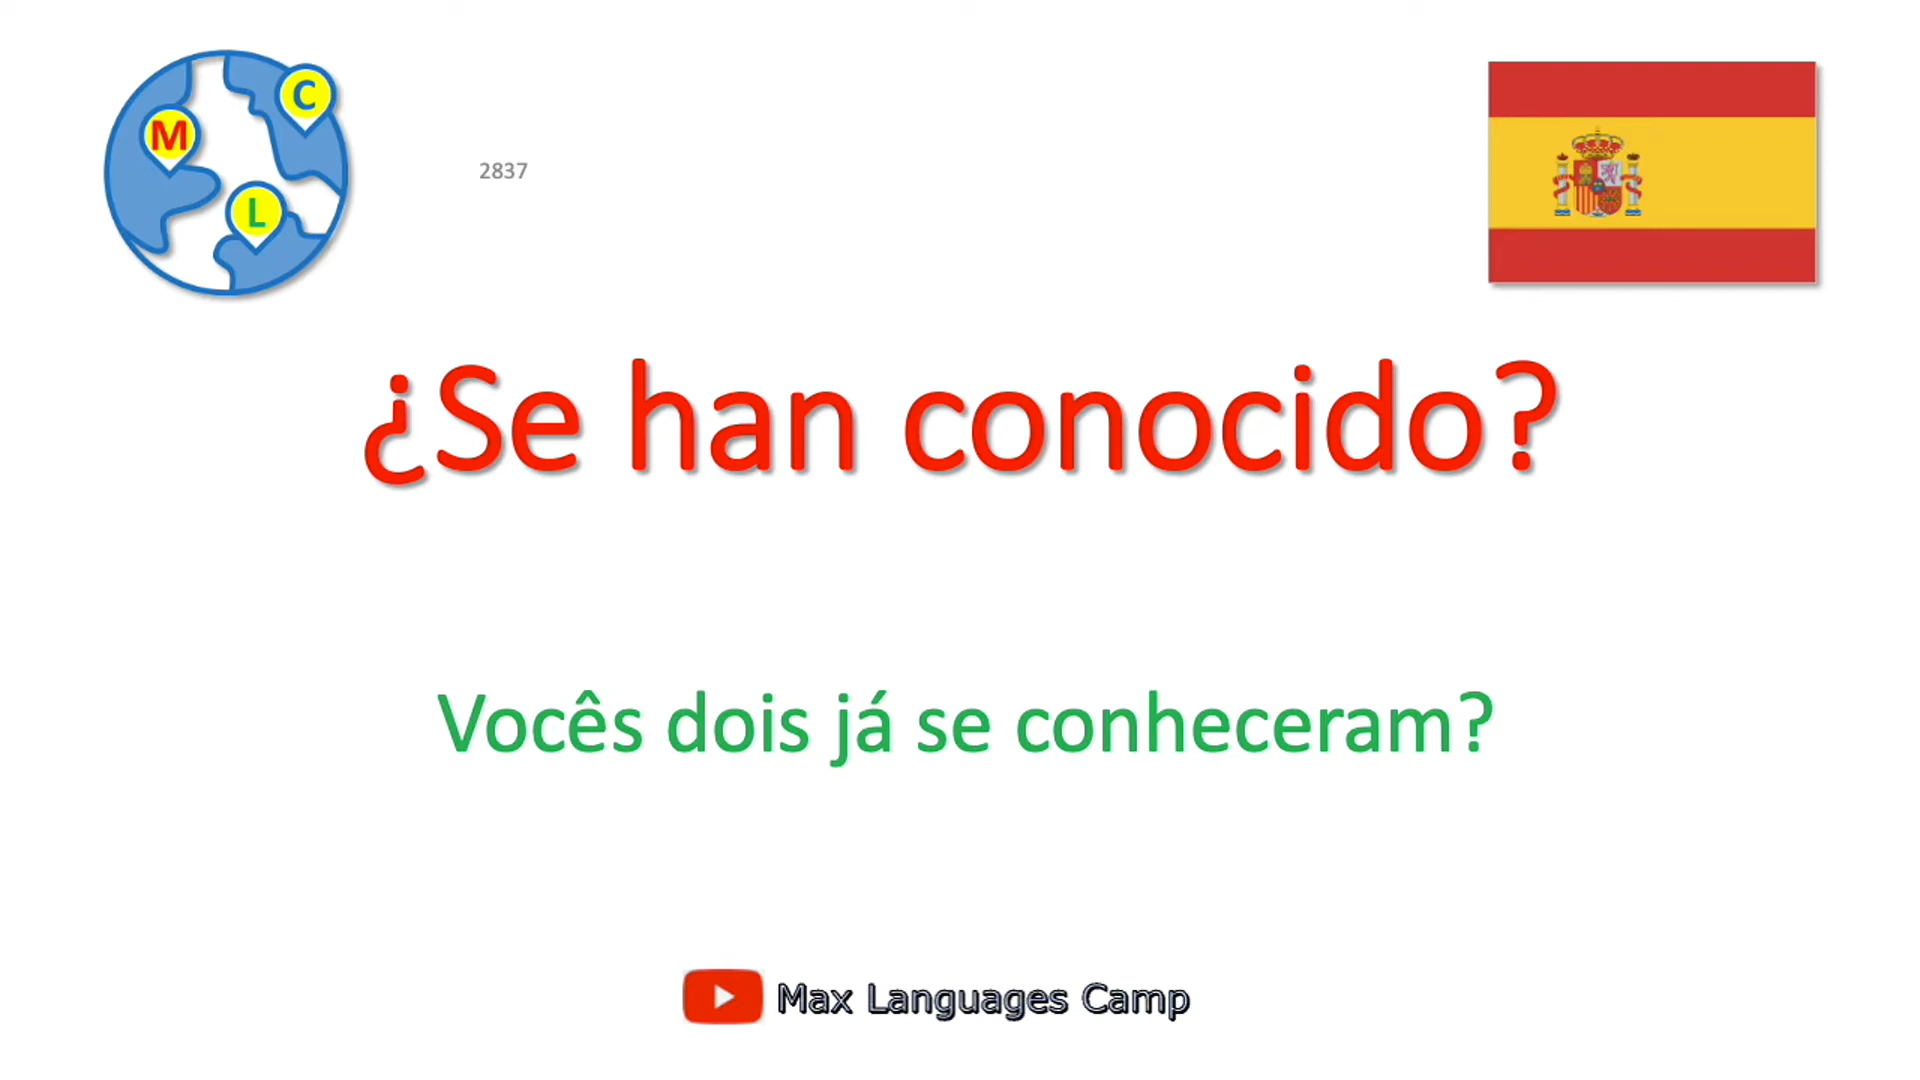 M
C
L
2837
¿Se han conocido?
Vocês dois já se conheceram?
Max Languages Camp